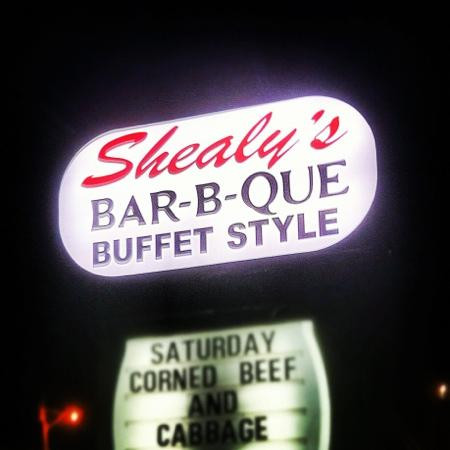 Shealy's
BAR-B-QUE
BUFFET STYLE
SATURDAY
CORNED BEEF
AND
CABBAGE